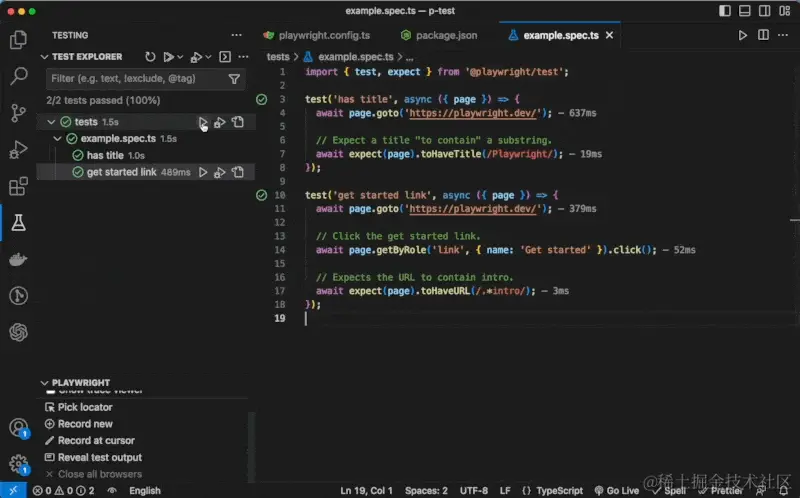 example.spec.ts — p-test
TESTING
playwright.config.ts
package.json
example.spec.ts
TEST EXPLORER
tests > example.spec.ts > ...
Filter (e.g. text, !exclude, @tag)
2/2 tests passed (100%)
tests 1.5s
example.spec.ts 1.5s
has title 1.0s
get started link 489ms
1 import { test, expect } from '@playwright/test';
2
3 test('has title', async ({ page }) => {
4 await page.goto('https://playwright.dev/'); — 637ms
5
6 // Expect a title "to contain" a substring.
7 await expect(page).toHaveTitle(/Playwright/); — 19ms
8 });
9
10 test('get started link', async ({ page }) => {
11 await page.goto('https://playwright.dev/'); — 379ms
12
13 // Click the get started link.
14 await page.getByRole('link', { name: 'Get started' }).click(); — 52ms
15
16 // Expects the URL to contain intro.
17 await expect(page).toHaveURL(/.*intro/); — 3ms
18 });
19
PLAYWRIGHT
Show trace viewer
Pick locator
Record new
Record at cursor
Reveal test output
Close all browsers
1
1
0 0 2
English
Ln 19, Col 1
Spaces: 2
UTF-8
LF
{} TypeScript
Go Live
Spell
Prettier
@稀土掘金技术社区